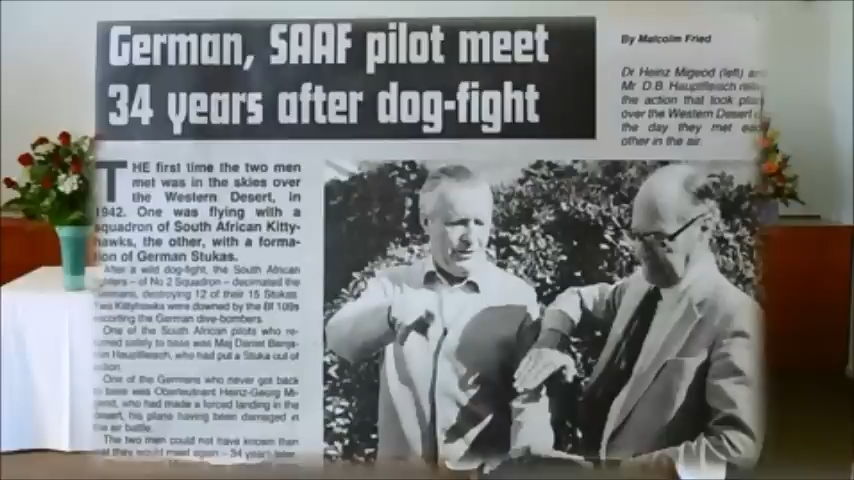 German, SAAF pilot meet
34 years after dog-fight
By Malcolm Fried
Dr Heinz Migeod (left) and
Mr D.B. Hauptfleisch
the action that took
over the Western Desert
the day they met
other in the air.
THE first time the two men
met was in the skies over
the Western Desert, in
1942. One was flying with a
squadron of South African Kitty-
hawks, the other, with a forma-
tion of German Stukas.
After a wild dog-fight, the South African
fighters – of No 2 Squadron – decimated the
Germans, destroying 12 of their 15 Stukas.
Two Kittyhawks were downed by the Bf 109s
escorting the German dive-bombers.
One of the South African pilots who re-
turned safely to base was Maj Daniel
Hauptfleisch, who had put a Stuka out of
action.
One of the Germans who never got back
to base was Oberleutnant Heinz-Georg Mi-
geod, who had made a forced landing in the
desert, his plane having been damaged in
the air battle.
The two men could not have known then
that they would meet again – 34 years later.